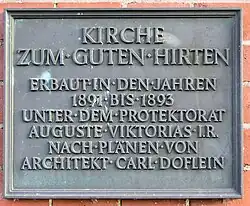 KIRCHE
ZUM·GUTEN·HIRTEN
ERBAUT·IN·DEN·JAHREN
1891·BIS·1893
UNTER·DEM·PROTEKTORAT
AUGUSTE·VIKTORIAS·I.R.
NACH·PLÄNEN·VON
ARCHITEKT·CARL·DOFLEIN